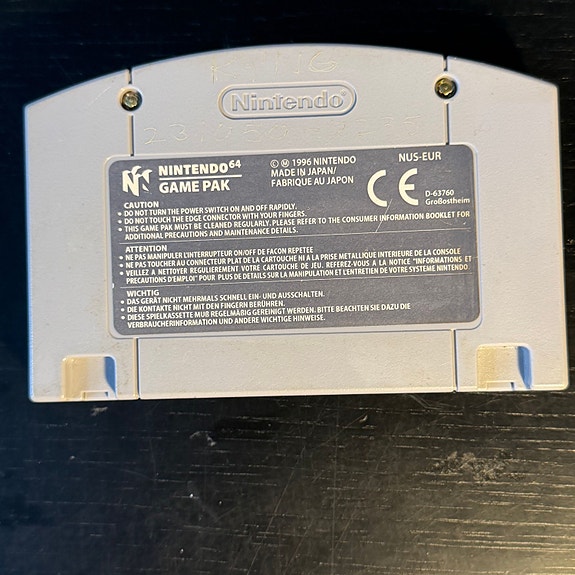 Nintendo
NINTENDO 64
GAME PAK
© Ⓜ 1996 NINTENDO
MADE IN JAPAN/
FABRIQUE AU JAPON
NUS-EUR
CE
D-63760
Großostheim
CAUTION
• DO NOT TURN THE POWER SWITCH ON AND OFF RAPIDLY.
• DO NOT TOUCH THE EDGE CONNECTOR WITH YOUR FINGERS.
• THIS GAME PAK MUST BE CLEANED REGULARLY. PLEASE REFER TO THE CONSUMER INFORMATION BOOKLET FOR
ADDITIONAL PRECAUTIONS AND MAINTENANCE DETAILS.
ATTENTION
• NE PAS MANIPULER L'INTERRUPTEUR ON/OFF DE FACON REPETEE
• NE PAS TOUCHER AU CONNECTEUR PLAT DE LA CARTOUCHE NI A LA PRISE METALLIQUE INTERIEURE DE LA CONSOLE
• VEILLEZ A NETTOYER REGULIEREMENT VOTRE CARTOUCHE DE JEU. REFEREZ-VOUS A LA NOTICE "INFORMATIONS ET
PRECAUTIONS D'EMPLOI" POUR PLUS DE DETAILS SUR LA MANIPULATION ET L'ENTRETIEN DE VOTRE SYSTEME NINTENDO
WICHTIG
• DAS GERÄT NICHT MEHRMALS SCHNELL EIN- UND AUSSCHALTEN.
• DIE KONTAKTE NICHT MIT DEN FINGERN BERÜHREN.
• DIESE SPIELKASSETTE MUß REGELMÄßIG GEREINIGT WERDEN. BITTE BEACHTEN SIE DAZU DIE
VERBRAUCHERINFORMATION UND ANDERE WICHTIGE HINWEISE.